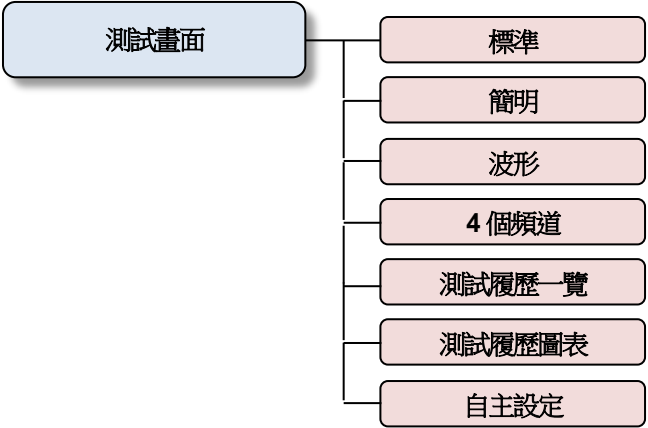 測試畫面
標準
簡明
波形
4 個頻道
測試履歷一覽
測試履歷圖表
自主設定